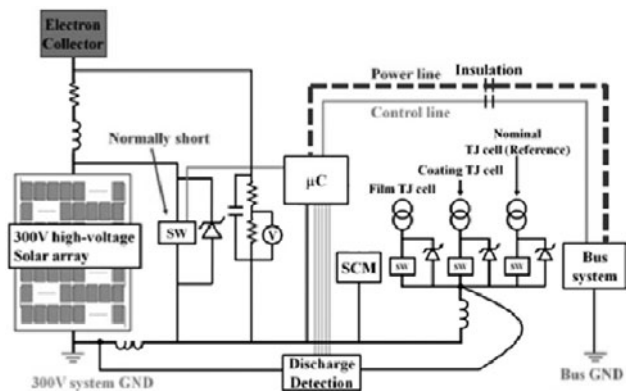 Electron
Collector
Power line
Insulation
Control line
Normally short
Nominal
TJ cell (Reference)
Coating TJ cell
Film TJ cell
μC
300V high-voltage
Solar array
SW
V
SCM
SW
SW
SW
Bus
system
Discharge
Detection
300V system GND
Bus GND